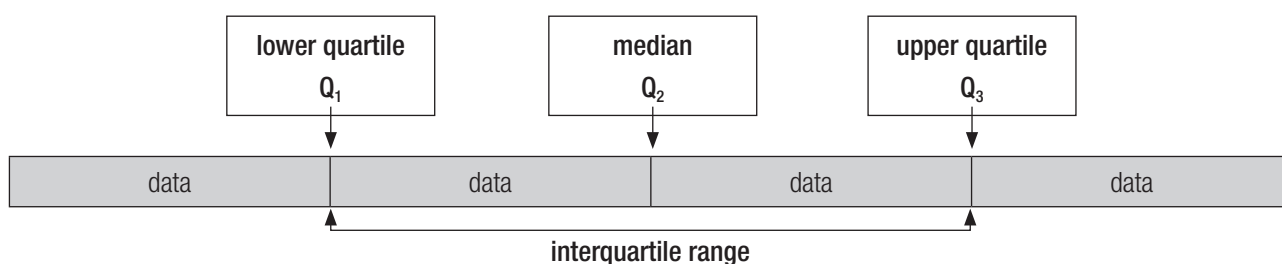 lower quartile
Q₁
median
Q₂
upper quartile
Q₃
data
data
data
data
interquartile range